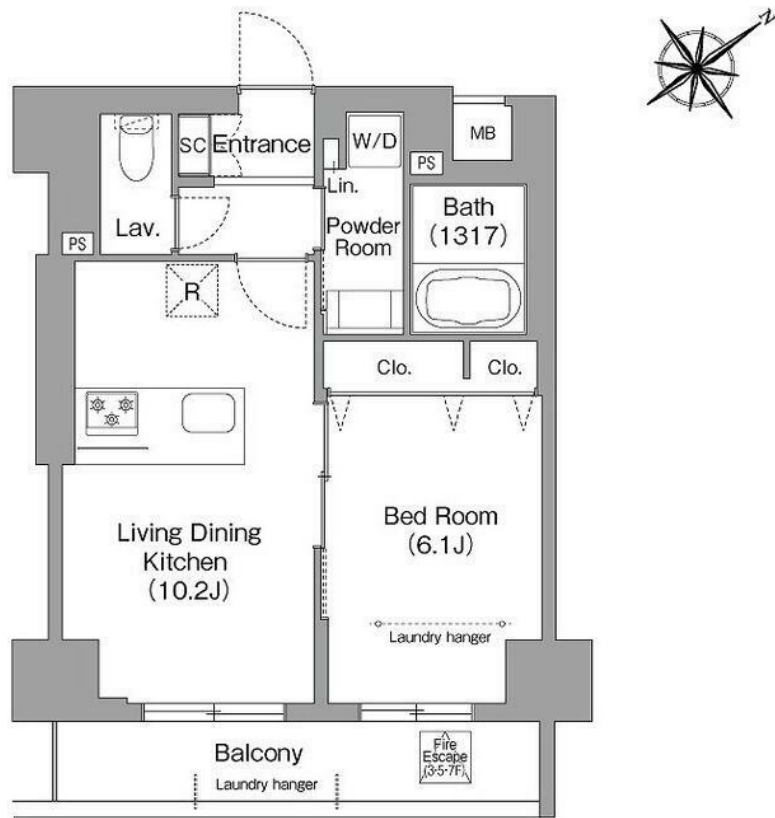 N
SC
Entrance
W/D
MB
PS
Lin.
Lav.
Powder
Room
Bath
(1317)
PS
R
Clo.
Clo.
Living Dining
Kitchen
(10.2J)
Bed Room
(6.1J)
Laundry hanger
Balcony
Laundry hanger
Fire
Escape
(3·5·7F)